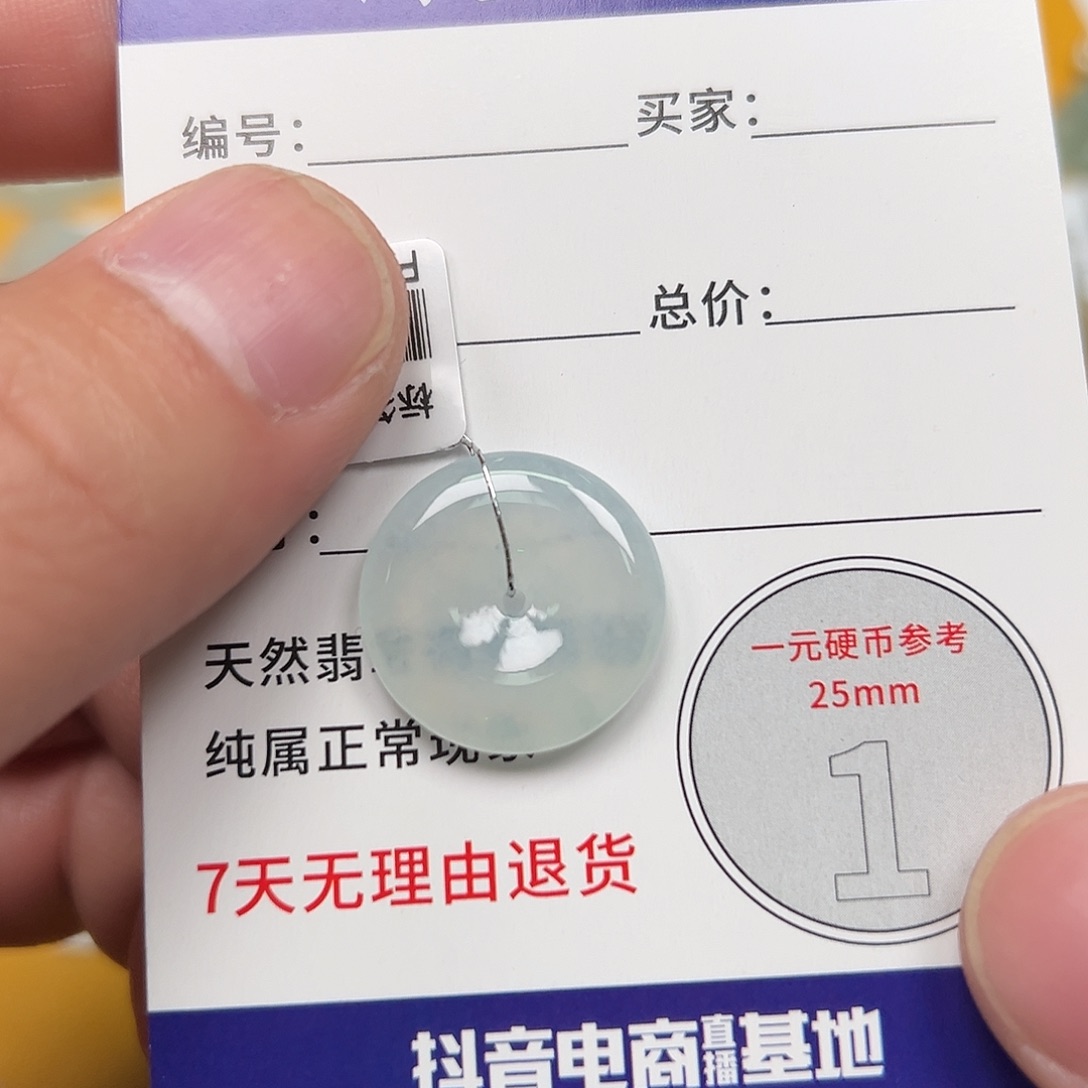 编号： 买家：
总价：
天然翡
纯属正常现象
7天无理由退货
一元硬币参考
25mm
1
抖音电商直播基地